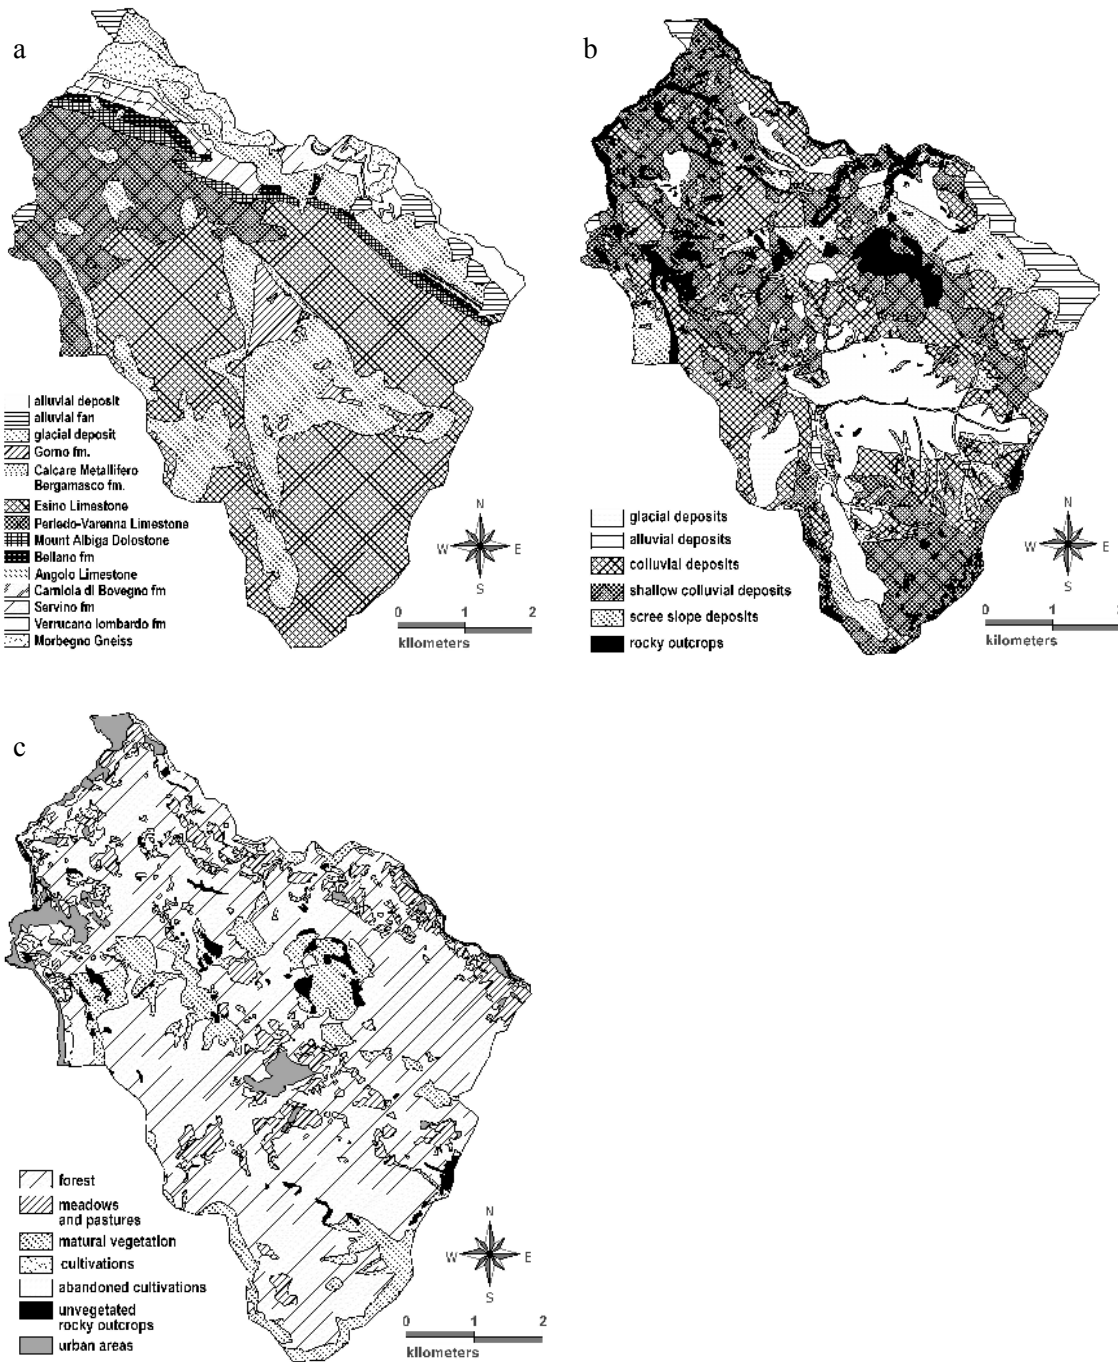 a
alluvial deposit
alluvial fan
glacial deposit
Gorno fm.
Calcare Metallifero
Bergamasco fm.
Esino Limestone
Perledo-Varenna Limestone
Mount Albiga Dolostone
Bellano fm
Angolo Limestone
Carniola di Bovegno fm
Servino fm
Verrucano lombardo fm
Morbegno Gneiss
N
W
E
S
0 1 2
kilometers
b
glacial deposits
alluvial deposits
colluvial deposits
shallow colluvial deposits
scree slope deposits
rocky outcrops
N
W
E
S
0 1
kilometers
c
forest
meadows
and pastures
natural vegetation
cultivations
abandoned cultivations
unvegetated
rocky outcrops
urban areas
N
W
E
S
0 1 2
kilometers